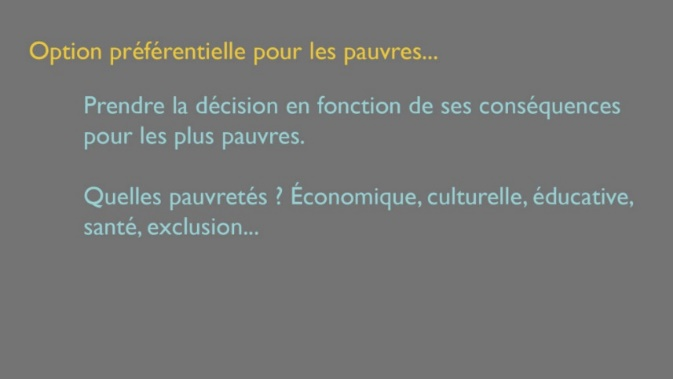 Option préférentielle pour les pauvres...
Prendre la décision en fonction de ses conséquences
pour les plus pauvres.
Quelles pauvretés ? Économique, culturelle, éducative,
santé, exclusion...